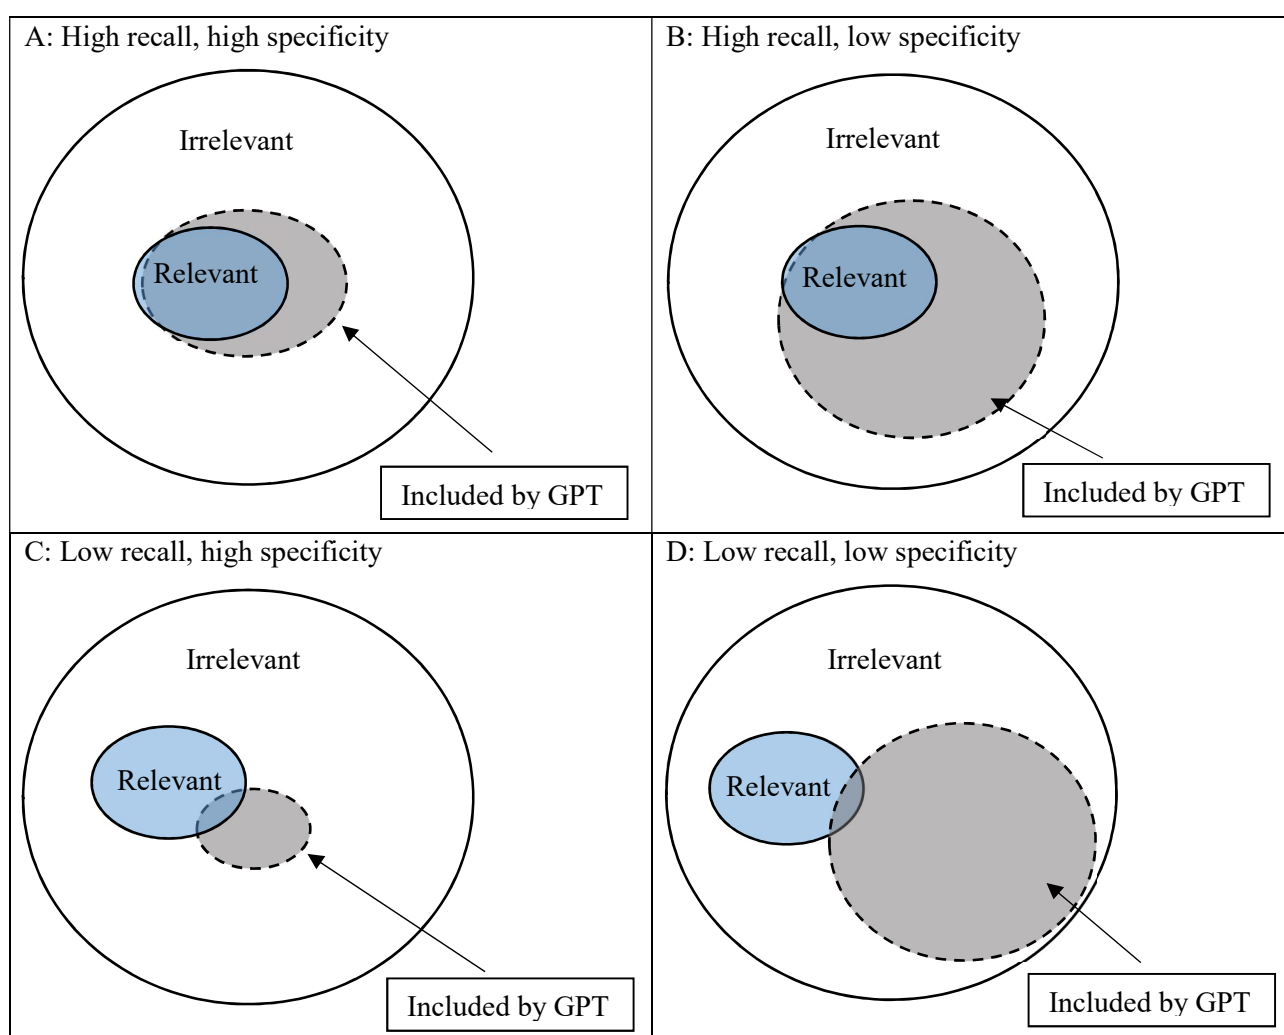 A: High recall, high specificity
Irrelevant
Relevant
Included by GPT
B: High recall, low specificity
Irrelevant
Relevant
Included by GPT
C: Low recall, high specificity
Irrelevant
Relevant
Included by GPT
D: Low recall, low specificity
Irrelevant
Relevant
Included by GPT